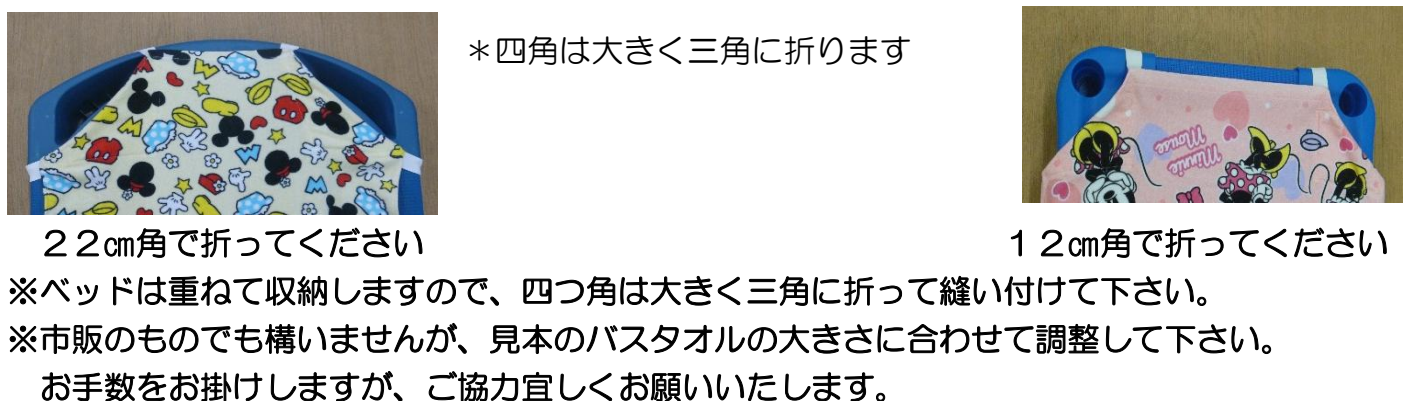 ＊四角は大きく三角に折ります
Minnie
Mouse
２２㎝角で折ってください
１２㎝角で折ってください
※ベッドは重ねて収納しますので、四つ角は大きく三角に折って縫い付けて下さい。
※市販のものでも構いませんが、見本のバスタオルの大きさに合わせて調整して下さい。
お手数をお掛けしますが、ご協力宜しくお願いいたします。